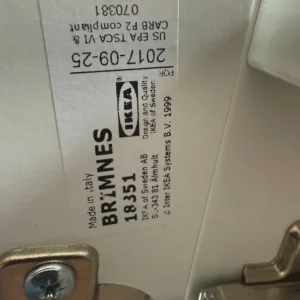 Made in Italy
BRIMNES
18351
IKEA
Design and Quality
IKEA of Sweden
IKEA of Sweden AB
S-343 81 Älmhult
© Inter IKEA Systems B.V. 1999
US EPA TSCA VI &
CARB P2 compliant
070381
2017-09-25
FOR